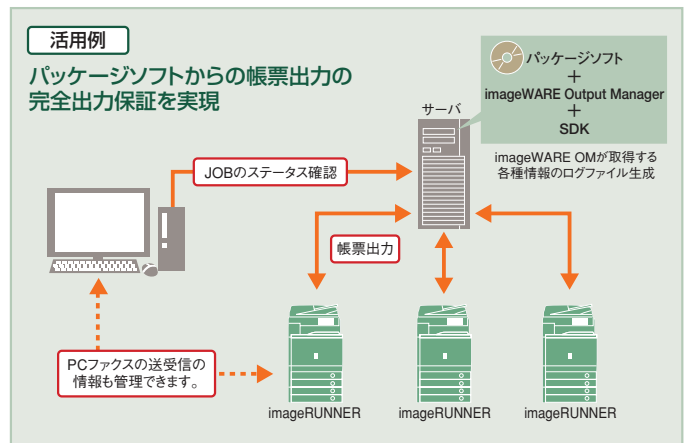 活用例
パッケージソフトからの帳票出力の
完全出力保証を実現
パッケージソフト
+
imageWARE Output Manager
+
SDK
サーバ
imageWARE OMが取得する
各種情報のログファイル生成
JOBのステータス確認
帳票出力
PCファクスの送受信の
情報も管理できます。
imageRUNNER
imageRUNNER
imageRUNNER